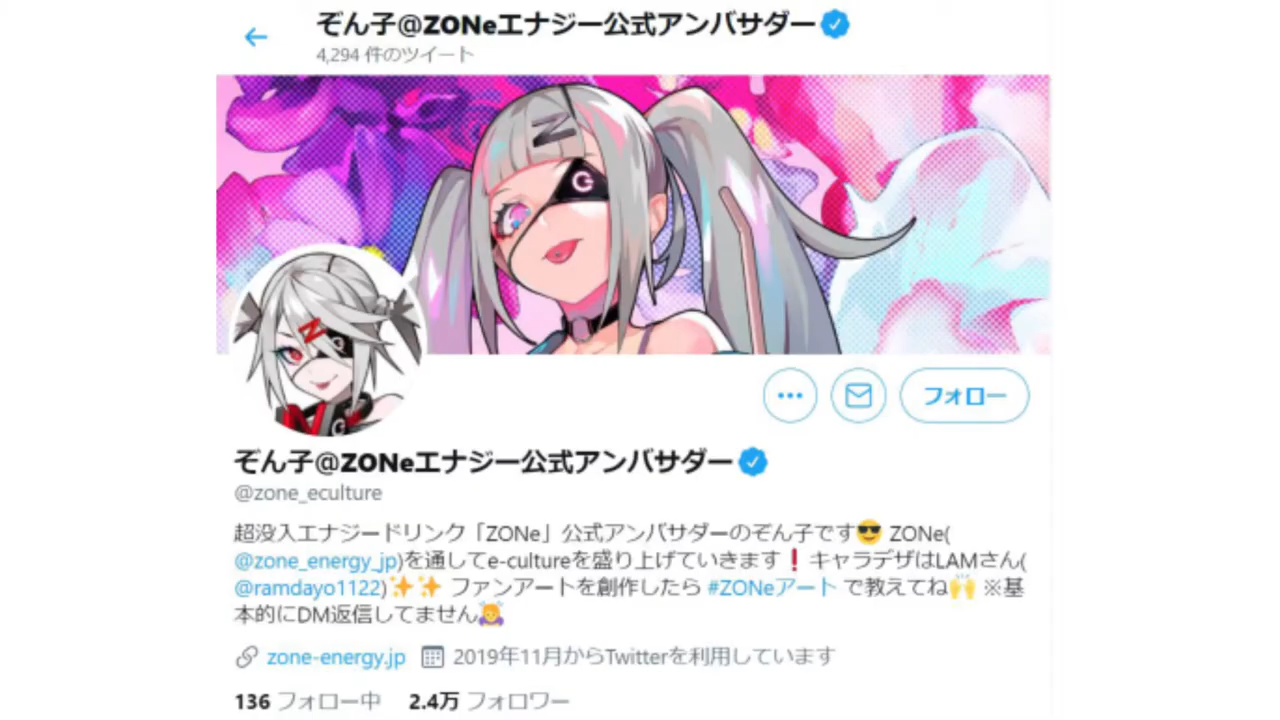 ぞん子@ZONeエナジー公式アンバサダー
4,294 件のツイート
Z
G
Z
G
G
フォロー
ぞん子@ZONeエナジー公式アンバサダー
@zone_eculture
超没入エナジードリンク「ZONe」公式アンバサダーのぞん子です😎 ZONe(
@zone_energy_jp)を通してe-cultureを盛り上げていきます❗キャラデザはLAMさん(
@ramdayo1122)✨✨ ファンアートを創作したら #ZONeアート で教えてね🙌 ※基
本的にDM返信してません🙇‍♀️
zone-energy.jp 2019年11月からTwitterを利用しています
136 フォロー中 2.4万 フォロワー